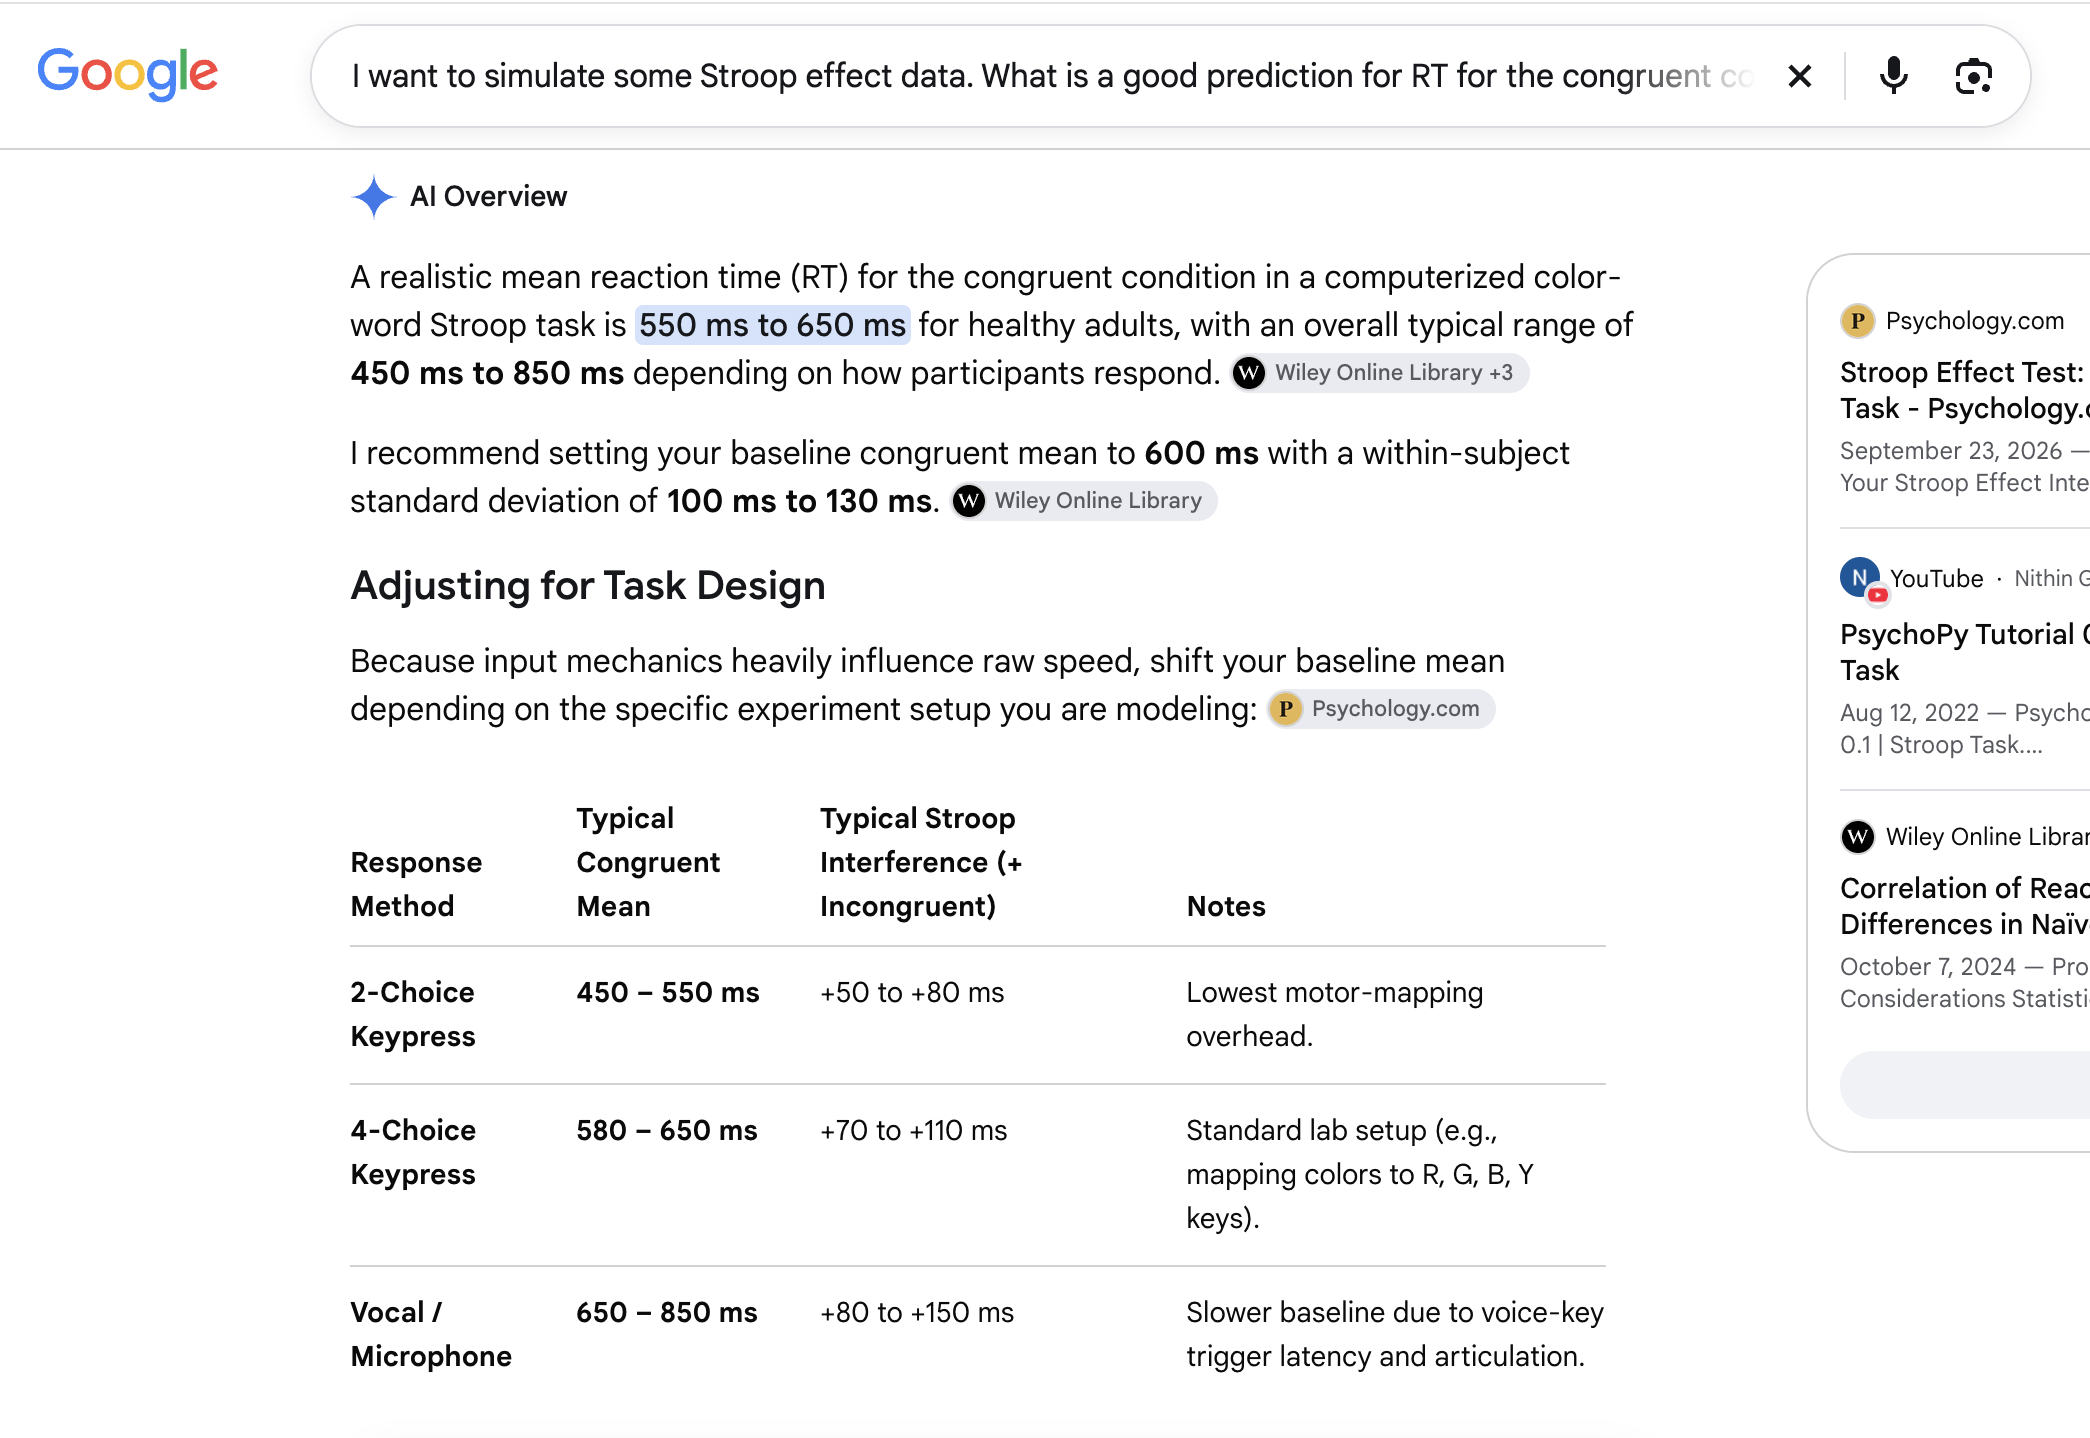 Google
I want to simulate some Stroop effect data. What is a good prediction for RT for the congruent co
AI Overview
A realistic mean reaction time (RT) for the congruent condition in a computerized color-
word Stroop task is 550 ms to 650 ms for healthy adults, with an overall typical range of
450 ms to 850 ms depending on how participants respond. W Wiley Online Library +3
I recommend setting your baseline congruent mean to 600 ms with a within-subject
standard deviation of 100 ms to 130 ms. W Wiley Online Library
Adjusting for Task Design
Because input mechanics heavily influence raw speed, shift your baseline mean
depending on the specific experiment setup you are modeling: P Psychology.com
Response
Method
Typical
Congruent
Mean
Typical Stroop
Interference (+
Incongruent)
Notes
2-Choice
Keypress
450 – 550 ms
+50 to +80 ms
Lowest motor-mapping
overhead.
4-Choice
Keypress
580 – 650 ms
+70 to +110 ms
Standard lab setup (e.g.,
mapping colors to R, G, B, Y
keys).
Vocal /
Microphone
650 – 850 ms
+80 to +150 ms
Slower baseline due to voice-key
trigger latency and articulation.
P Psychology.com
Stroop Effect Test:
Task - Psychology.
September 23, 2026 —
Your Stroop Effect Inte
N YouTube · Nithin
PsychoPy Tutorial
Task
Aug 12, 2022 — Psycho
0.1 | Stroop Task....
W Wiley Online Librar
Correlation of Reac
Differences in Naïv
October 7, 2024 — Pro
Considerations Statisti